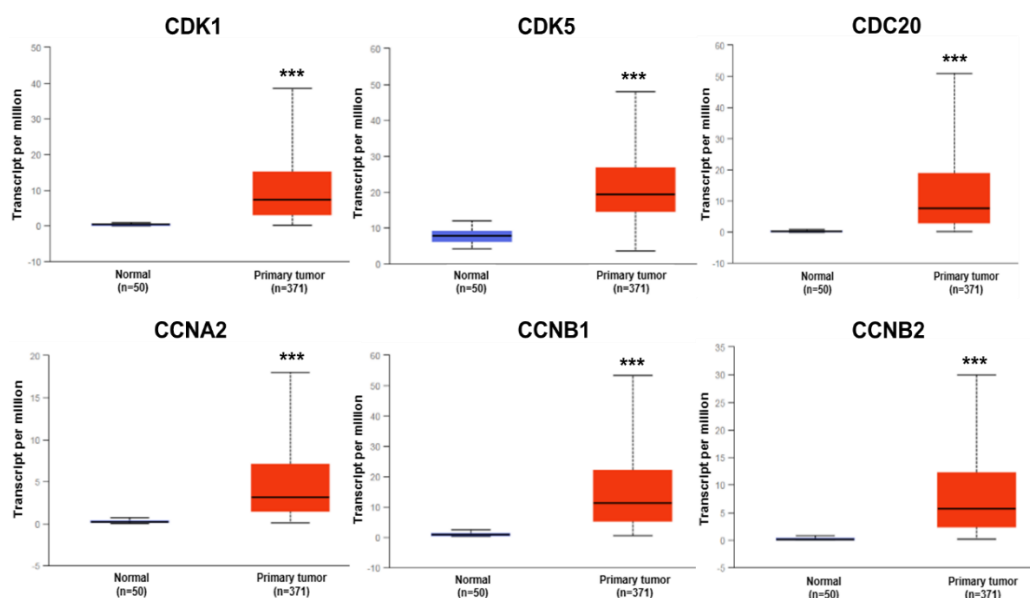 CDK1
Transcript per million
50
40
30
20
10
0
-10
***
Normal
(n=50)
Primary tumor
(n=371)
CDK5
Transcript per million
60
50
40
30
20
10
0
***
Normal
(n=50)
Primary tumor
(n=371)
CDC20
Transcript per million
60
50
40
30
20
10
0
-10
***
Normal
(n=50)
Primary tumor
(n=371)
CCNA2
Transcript per million
20
15
10
5
0
-5
***
Normal
(n=50)
Primary tumor
(n=371)
CCNB1
Transcript per million
60
50
40
30
20
10
0
-10
***
Normal
(n=50)
Primary tumor
(n=371)
CCNB2
Transcript per million
35
30
25
20
15
10
5
0
-5
***
Normal
(n=50)
Primary tumor
(n=371)